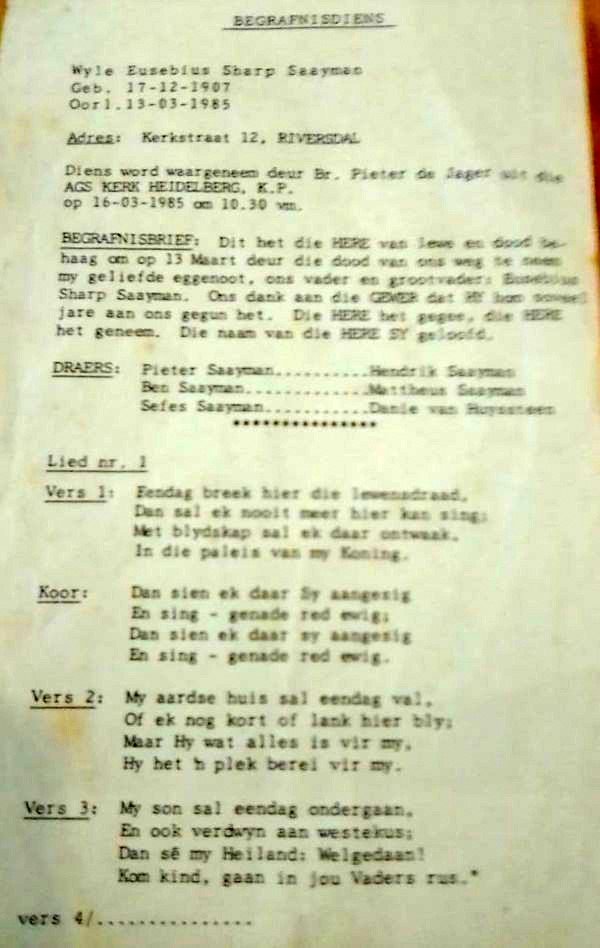 BEGRAFNISDIENS
Wyle Eusebius Sharp Saayman
Geb. 17-12-1907
Oorl.13-03-1985
Adres: Kerkstraat 12, RIVERSDAL
Diens word waargeneem deur Br. Pieter de Jager uit die
AGS KERK HEIDELBERG, K.P.
op 16-03-1985 om 10.30 vm.
BEGRAFNISBRIEF: Dit het die HERE van lewe en dood be-
haag om op 13 Maart deur die dood van ons weg te neem
my geliefde eggenoot, ons vader en grootvader: Eusebius
Sharp Saayman. Ons dank aan die GEWER dat HY hom soveel
jare aan ons gegun het. Die HERE het gegee, die HERE
het geneem. Die naam van die HERE SY geloofd.
DRAERS: Pieter Saayman..........Hendrik Saayman
Ben Saayman.............Mattheus Saayman
Sefes Saayman...........Danie van Huyssteen
***************
Lied nr. 1
Vers 1: Eendag breek hier die lewensdraad,
Dan sal ek nooit meer hier kan sing;
Met blydskap sal ek daar ontwaak,
In die paleis van my Koning.
Koor: Dan sien ek daar Sy aangesig
En sing - genade red ewig;
Dan sien ek daar sy aangesig
En sing - genade red ewig.
Vers 2: My aardse huis sal eendag val,
Of ek nog kort of lank hier bly;
Maar Hy wat alles is vir my,
Hy het 'n plek berei vir my.
Vers 3: My son sal eendag ondergaan,
En ook verdwyn aan westekus;
Dan sê my Heiland: Welgedaan!
Kom kind, gaan in jou Vaders rus."
vers 4/...............